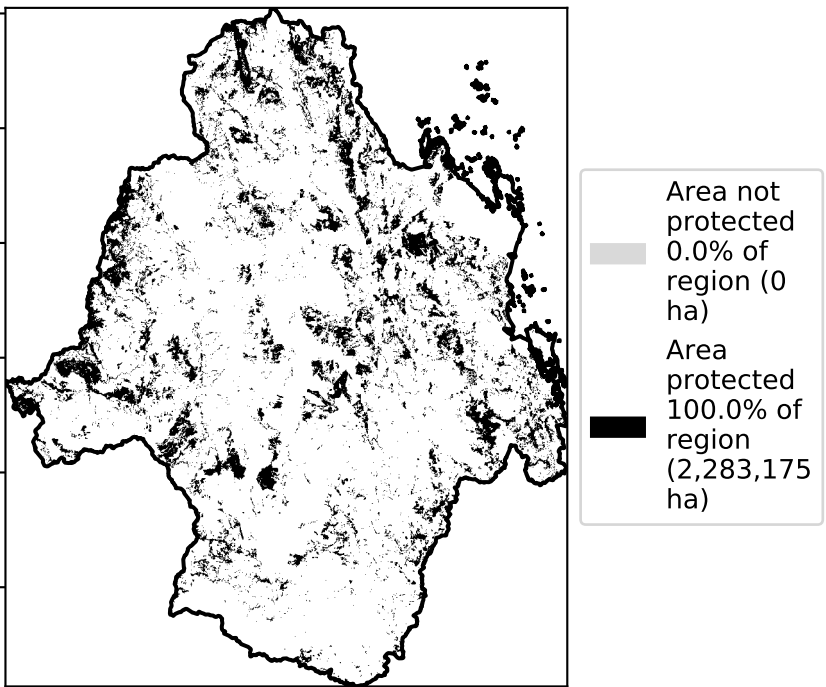 Area not
protected
0.0% of
region (0
ha)
Area
protected
100.0% of
region
(2,283,175
ha)